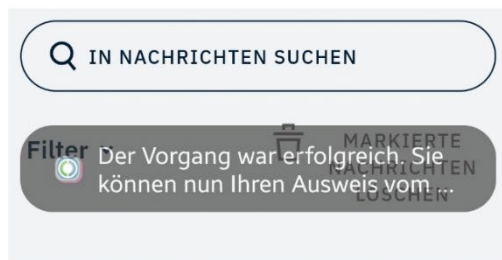 IN NACHRICHTEN SUCHEN
Filter
MARKIERTE
NACHRICHTEN
LÖSCHEN
Der Vorgang war erfolgreich. Sie
können nun Ihren Ausweis vom ...